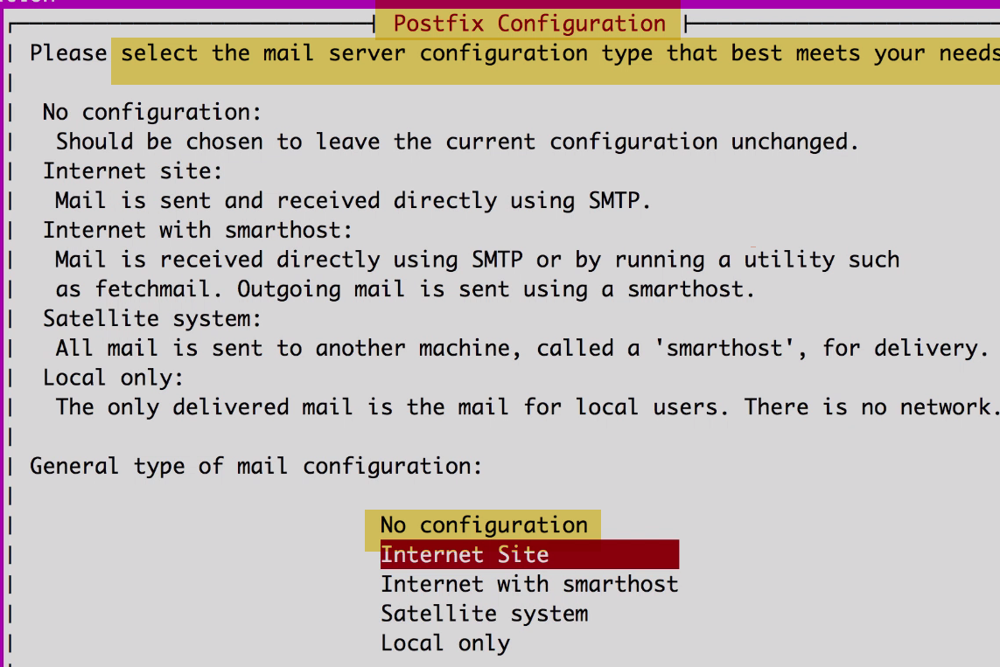 Postfix Configuration
Please select the mail server configuration type that best meets your needs
No configuration:
Should be chosen to leave the current configuration unchanged.
Internet site:
Mail is sent and received directly using SMTP.
Internet with smarthost:
Mail is received directly using SMTP or by running a utility such
as fetchmail. Outgoing mail is sent using a smarthost.
Satellite system:
All mail is sent to another machine, called a 'smarthost', for delivery.
Local only:
The only delivered mail is the mail for local users. There is no network.
General type of mail configuration:
No configuration
Internet Site
Internet with smarthost
Satellite system
Local only